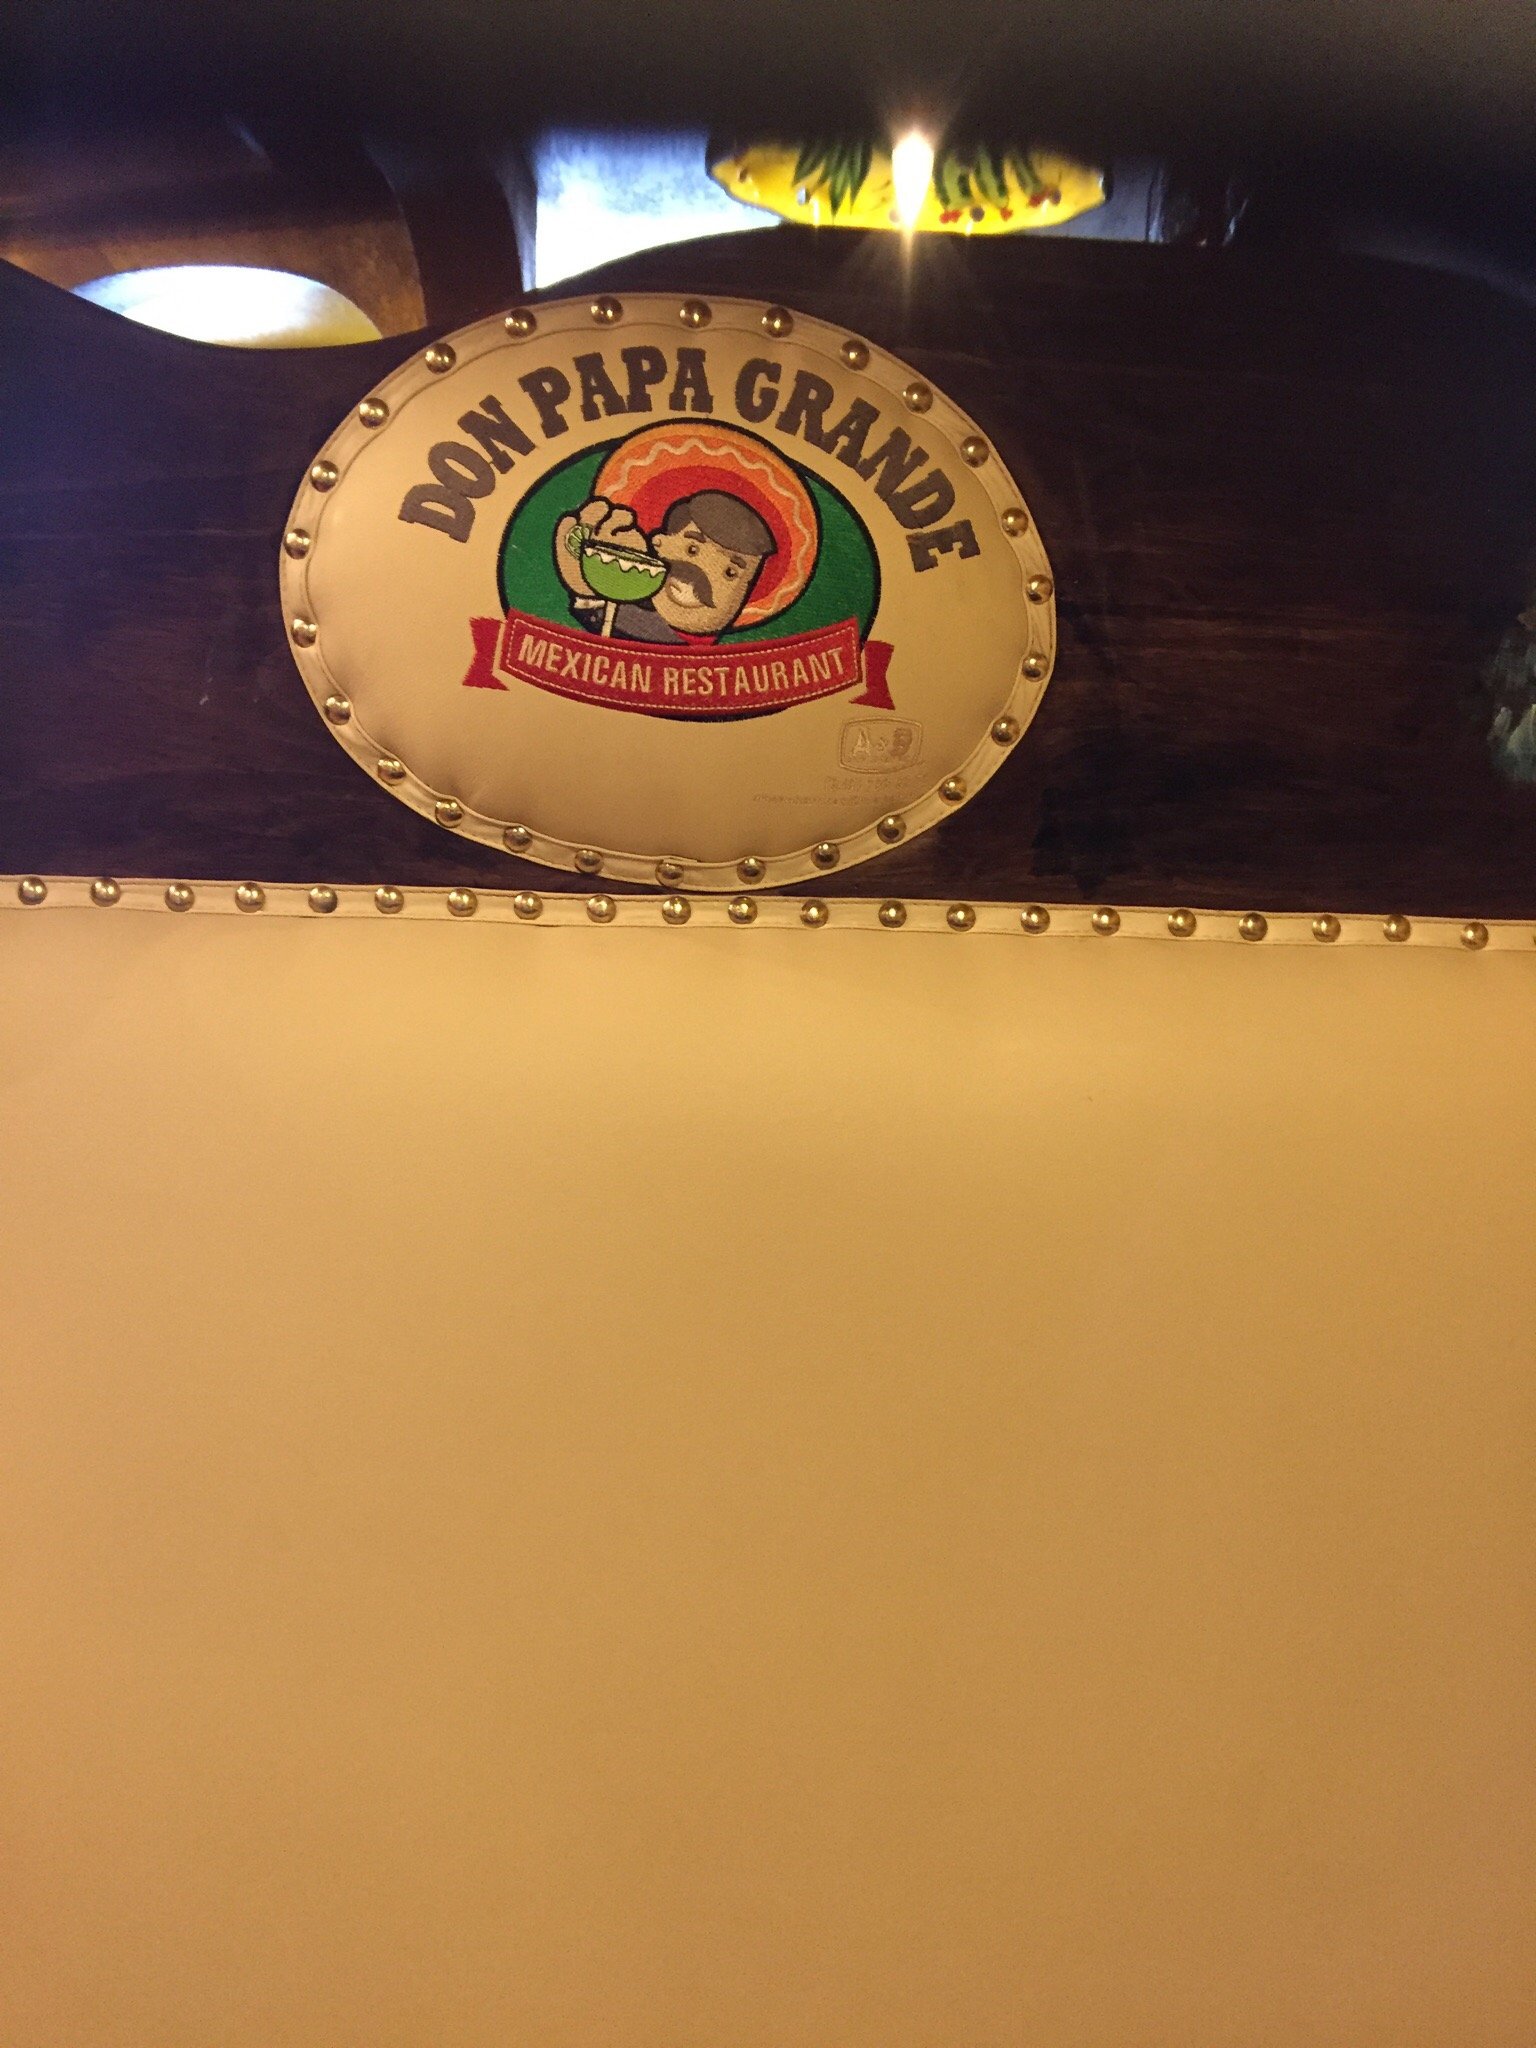 DON PAPA GRANDE
MEXICAN RESTAURANT
A & B